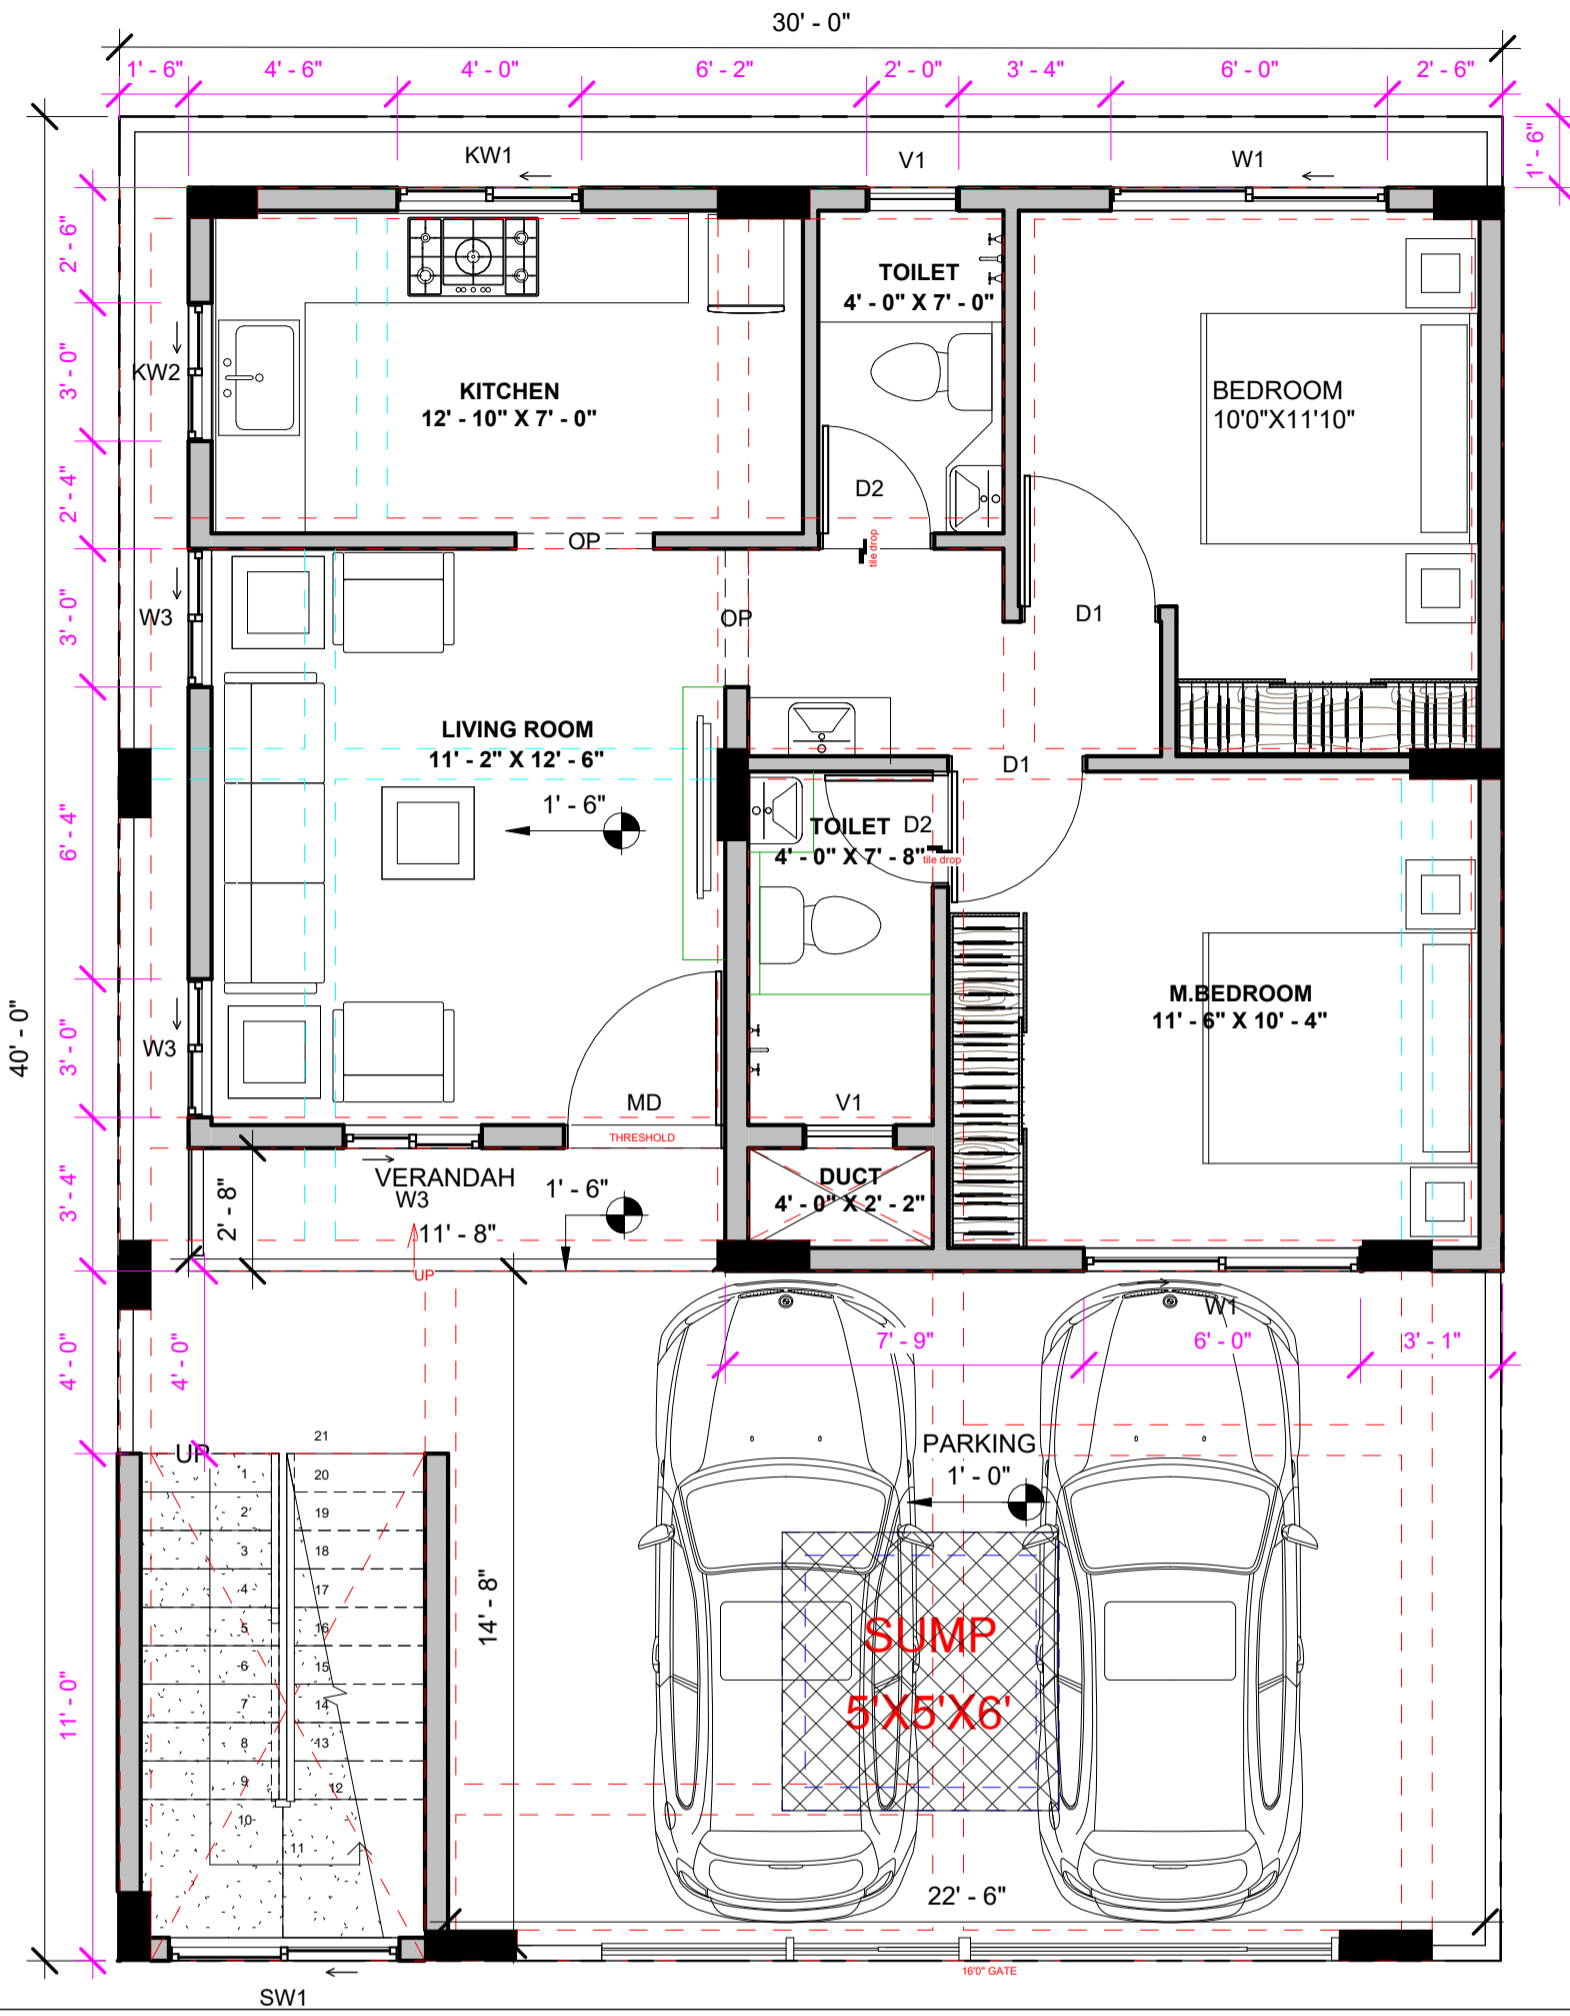 30' - 0"
1' - 6"
4' - 6"
4' - 0"
6' - 2"
2' - 0"
3' - 4"
6' - 0"
2' - 6"
1' - 6"
KW1
V1
W1
2' - 6"
TOILET
4' - 0" X 7' - 0"
3' - 0"
KW2
KITCHEN
12' - 10" X 7' - 0"
BEDROOM
10'0"X11'10"
2' - 4"
D2
OP
tile drop
3' - 0"
W3
OP
D1
LIVING ROOM
11' - 2" X 12' - 6"
D1
1' - 6"
6' - 4"
TOILET
D2
4' - 0" X 7' - 8"
tile drop
M.BEDROOM
11' - 6" X 10' - 4"
40' - 0"
3' - 0"
W3
MD
V1
THRESHOLD
3' - 4"
2' - 8"
VERANDAH
W3
1' - 6"
DUCT
4' - 0" X 2' - 2"
11' - 8"
UP
W1
7' - 9"
6' - 0"
3' - 1"
4' - 0"
4' - 0"
UP
21
PARKING
1' - 0"
1
20
2
19
3
18
4
17
5
16
6
15
7
14
8
13
9
12
10
11
14' - 8"
SUMP
5'X5'X6'
11' - 0"
22' - 6"
16'0" GATE
SW1